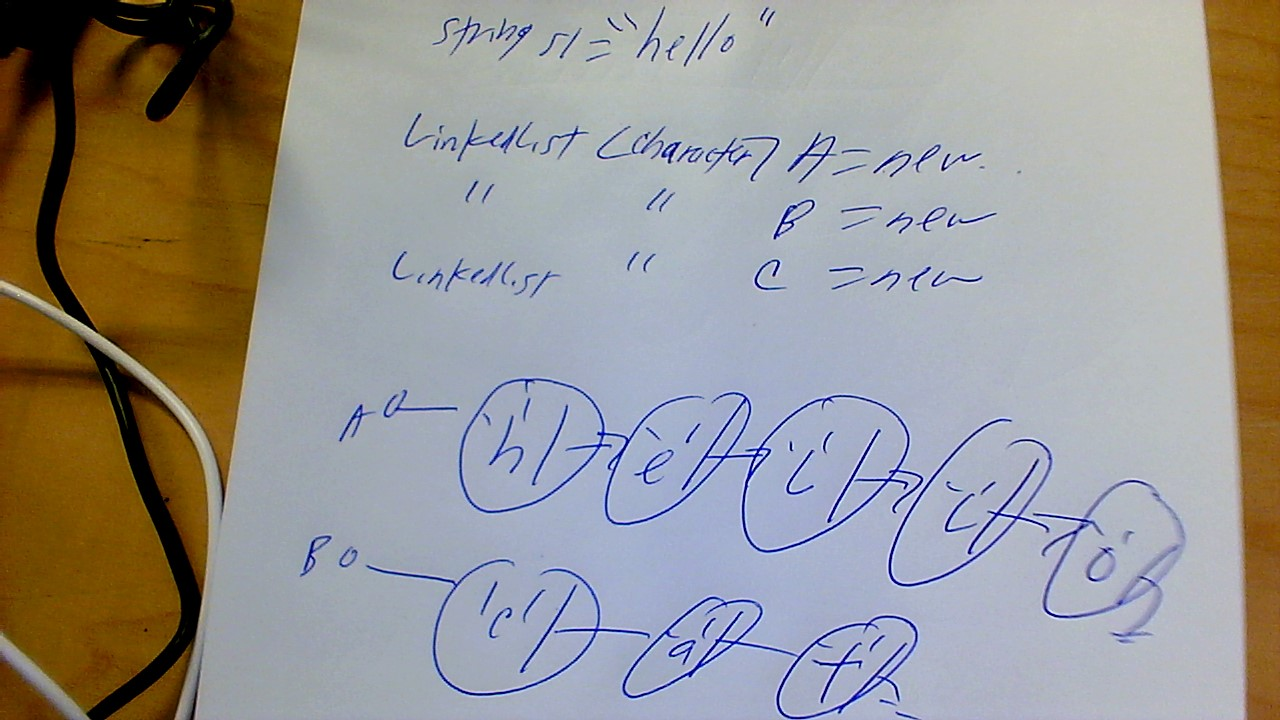 string s1 = "hello"
LinkedList <Character> A = new.
" " B = new
LinkedList " C = new
A 'h' 'e' 'l' 'l' 'o'
B 'c' 'a' 't'